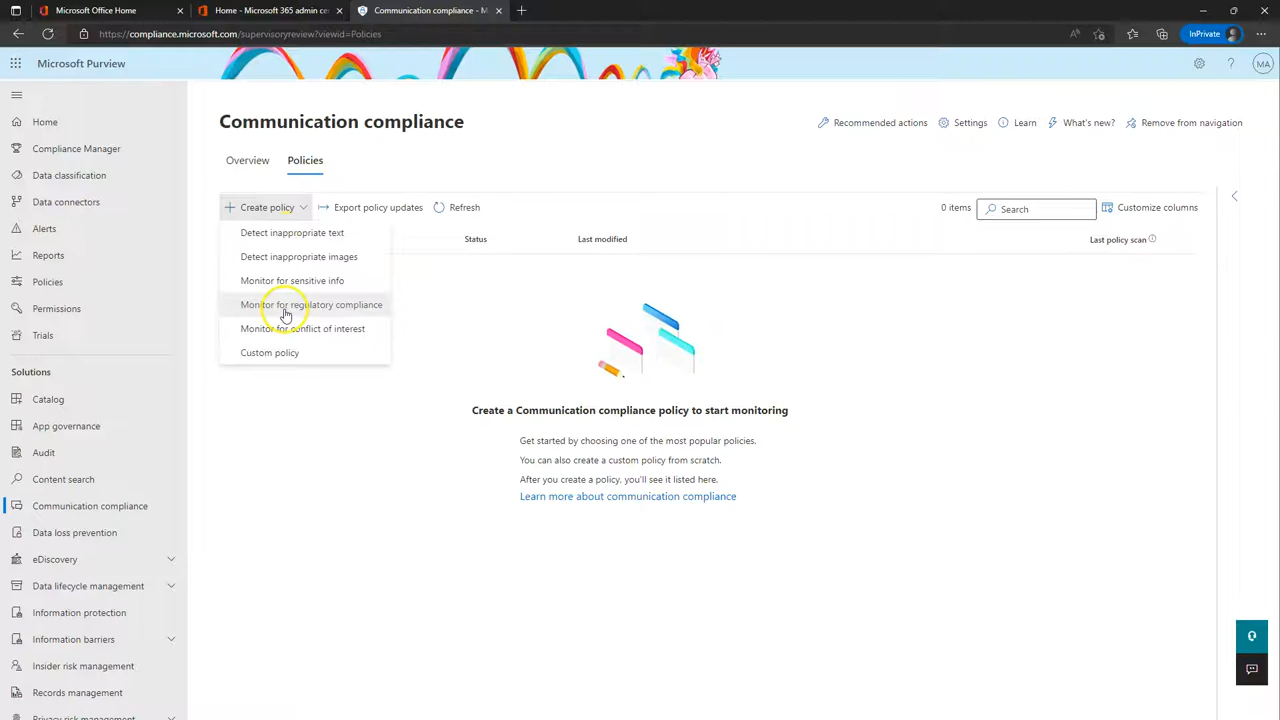 Microsoft Office Home
Home - Microsoft 365 admin cen
Communication compliance - M
https://compliance.microsoft.com/supervisoryreview?viewid=Policies
InPrivate
Microsoft Purview
MA
Home
Compliance Manager
Data classification
Data connectors
Alerts
Reports
Policies
Permissions
Trials
Solutions
Catalog
App governance
Audit
Content search
Communication compliance
Data loss prevention
eDiscovery
Data lifecycle management
Information protection
Information barriers
Insider risk management
Records management
Privacy risk management
Communication compliance
Recommended actions
Settings
Learn
What's new?
Remove from navigation
Overview
Policies
Create policy
Export policy updates
Refresh
0 items
Search
Customize columns
Status
Last modified
Last policy scan
Detect inappropriate text
Detect inappropriate images
Monitor for sensitive info
Monitor for regulatory compliance
Monitor for conflict of interest
Custom policy
Create a Communication compliance policy to start monitoring
Get started by choosing one of the most popular policies.
You can also create a custom policy from scratch.
After you create a policy, you'll see it listed here.
Learn more about communication compliance